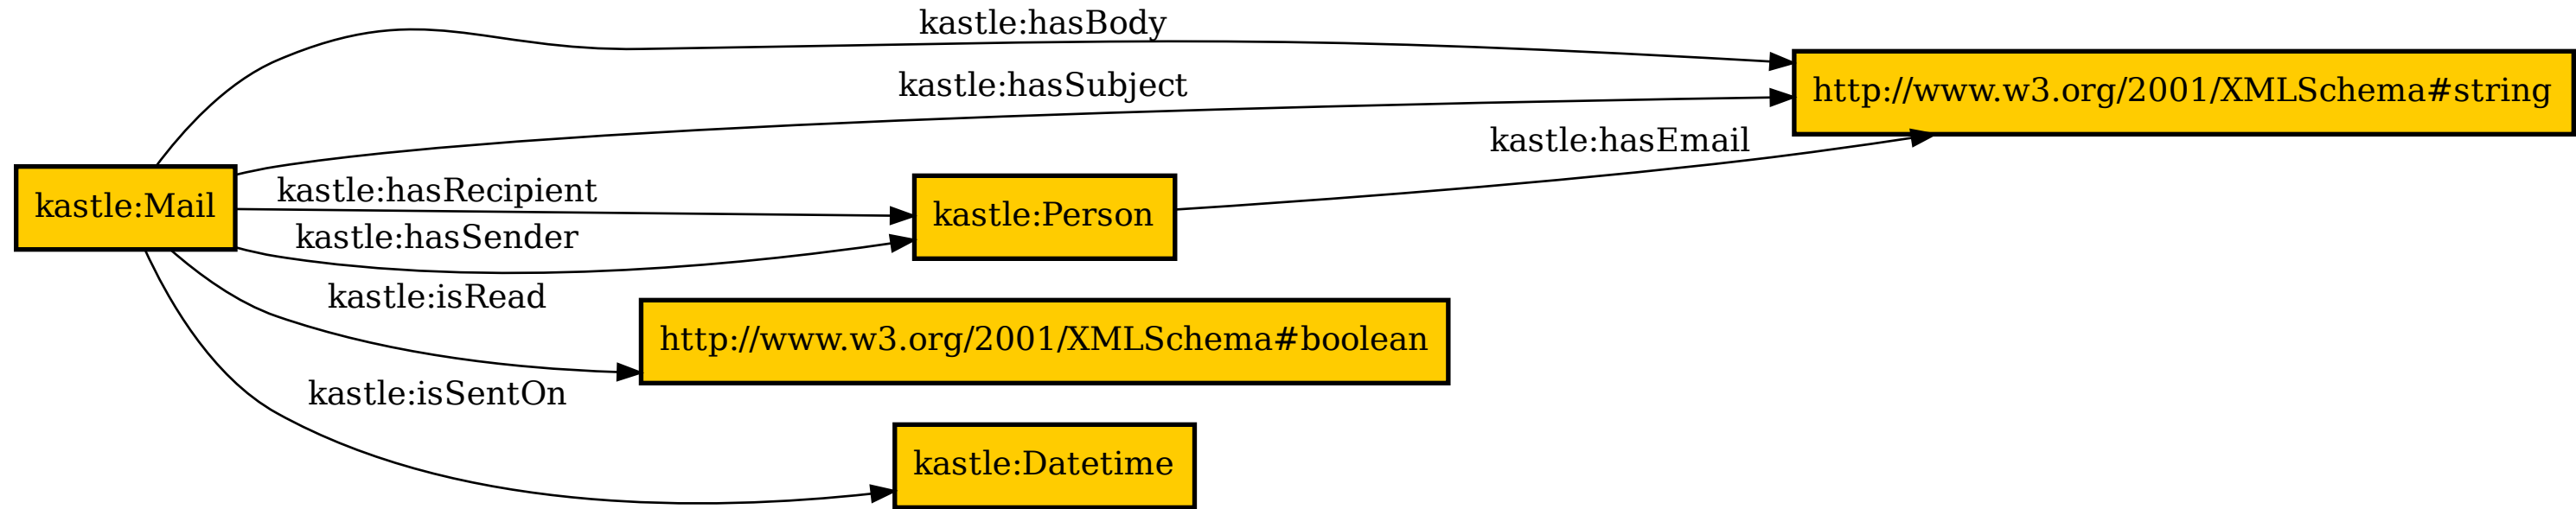 kastle:hasBody
kastle:hasSubject
http://www.w3.org/2001/XMLSchema#string
kastle:hasEmail
kastle:Mail
kastle:hasRecipient
kastle:Person
kastle:hasSender
kastle:isRead
http://www.w3.org/2001/XMLSchema#boolean
kastle:isSentOn
kastle:Datetime